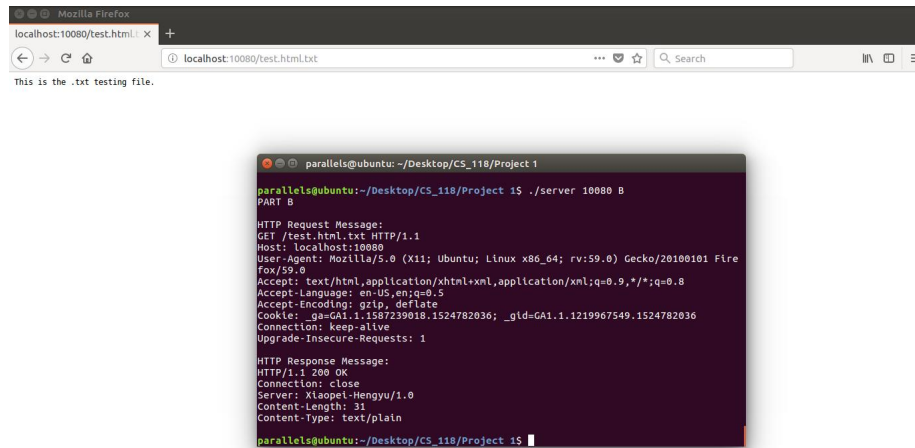 Mozilla Firefox
localhost:10080/test.html.t × +
localhost:10080/test.html.txt Search
This is the .txt testing file.
parallels@ubuntu: ~/Desktop/CS_118/Project 1
parallels@ubuntu:~/Desktop/CS_118/Project 1$ ./server 10080 B
PART B
HTTP Request Message:
GET /test.html.txt HTTP/1.1
Host: localhost:10080
User-Agent: Mozilla/5.0 (X11; Ubuntu; Linux x86_64; rv:59.0) Gecko/20100101 Fire
fox/59.0
Accept: text/html,application/xhtml+xml,application/xml;q=0.9,*/*;q=0.8
Accept-Language: en-US,en;q=0.5
Accept-Encoding: gzip, deflate
Cookie: _ga=GA1.1.1587239018.1524782036; _gid=GA1.1.1219967549.1524782036
Connection: keep-alive
Upgrade-Insecure-Requests: 1
HTTP Response Message:
HTTP/1.1 200 OK
Connection: close
Server: Xiaopei-Hengyu/1.0
Content-Length: 31
Content-Type: text/plain
parallels@ubuntu:~/Desktop/CS_118/Project 1$